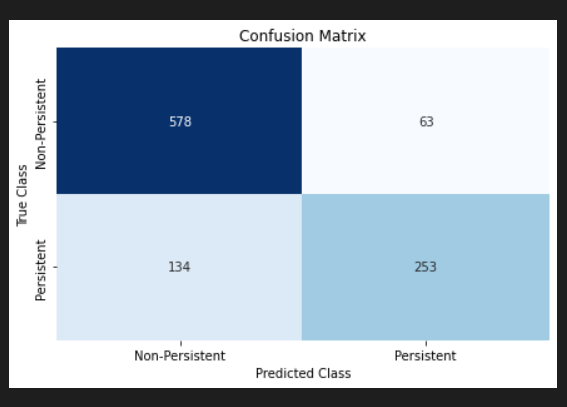 Confusion Matrix
True Class
Non-Persistent
578
63
Persistent
134
253
Non-Persistent
Persistent
Predicted Class